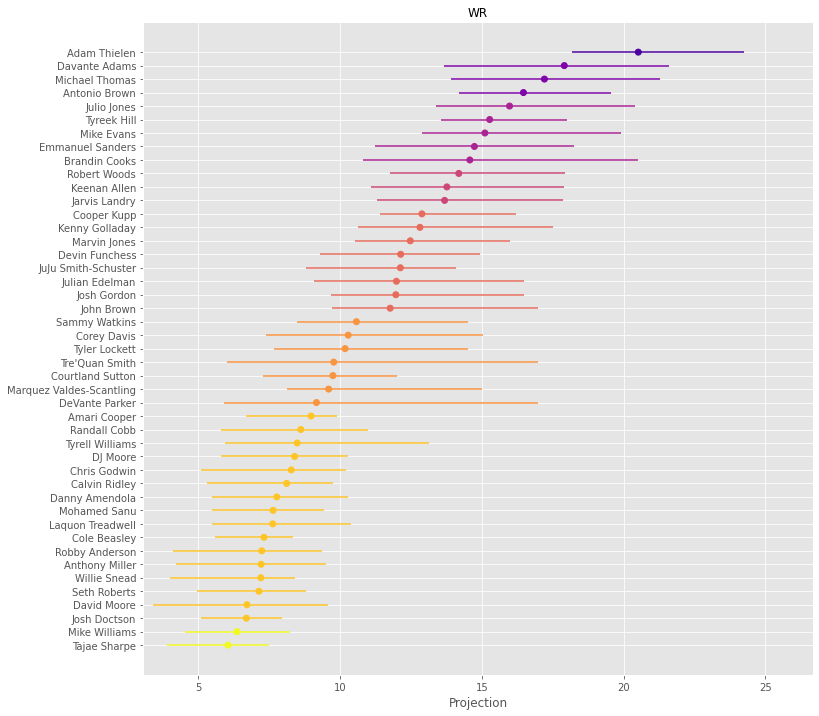 WR
Adam Thielen
Davante Adams
Michael Thomas
Antonio Brown
Julio Jones
Tyreek Hill
Mike Evans
Emmanuel Sanders
Brandin Cooks
Robert Woods
Keenan Allen
Jarvis Landry
Cooper Kupp
Kenny Golladay
Marvin Jones
Devin Funchess
JuJu Smith-Schuster
Julian Edelman
Josh Gordon
John Brown
Sammy Watkins
Corey Davis
Tyler Lockett
Tre'Quan Smith
Courtland Sutton
Marquez Valdes-Scantling
DeVante Parker
Amari Cooper
Randall Cobb
Tyrell Williams
DJ Moore
Chris Godwin
Calvin Ridley
Danny Amendola
Mohamed Sanu
Laquon Treadwell
Cole Beasley
Robby Anderson
Anthony Miller
Willie Snead
Seth Roberts
David Moore
Josh Doctson
Mike Williams
Tajae Sharpe
5 10 15 20 25
Projection